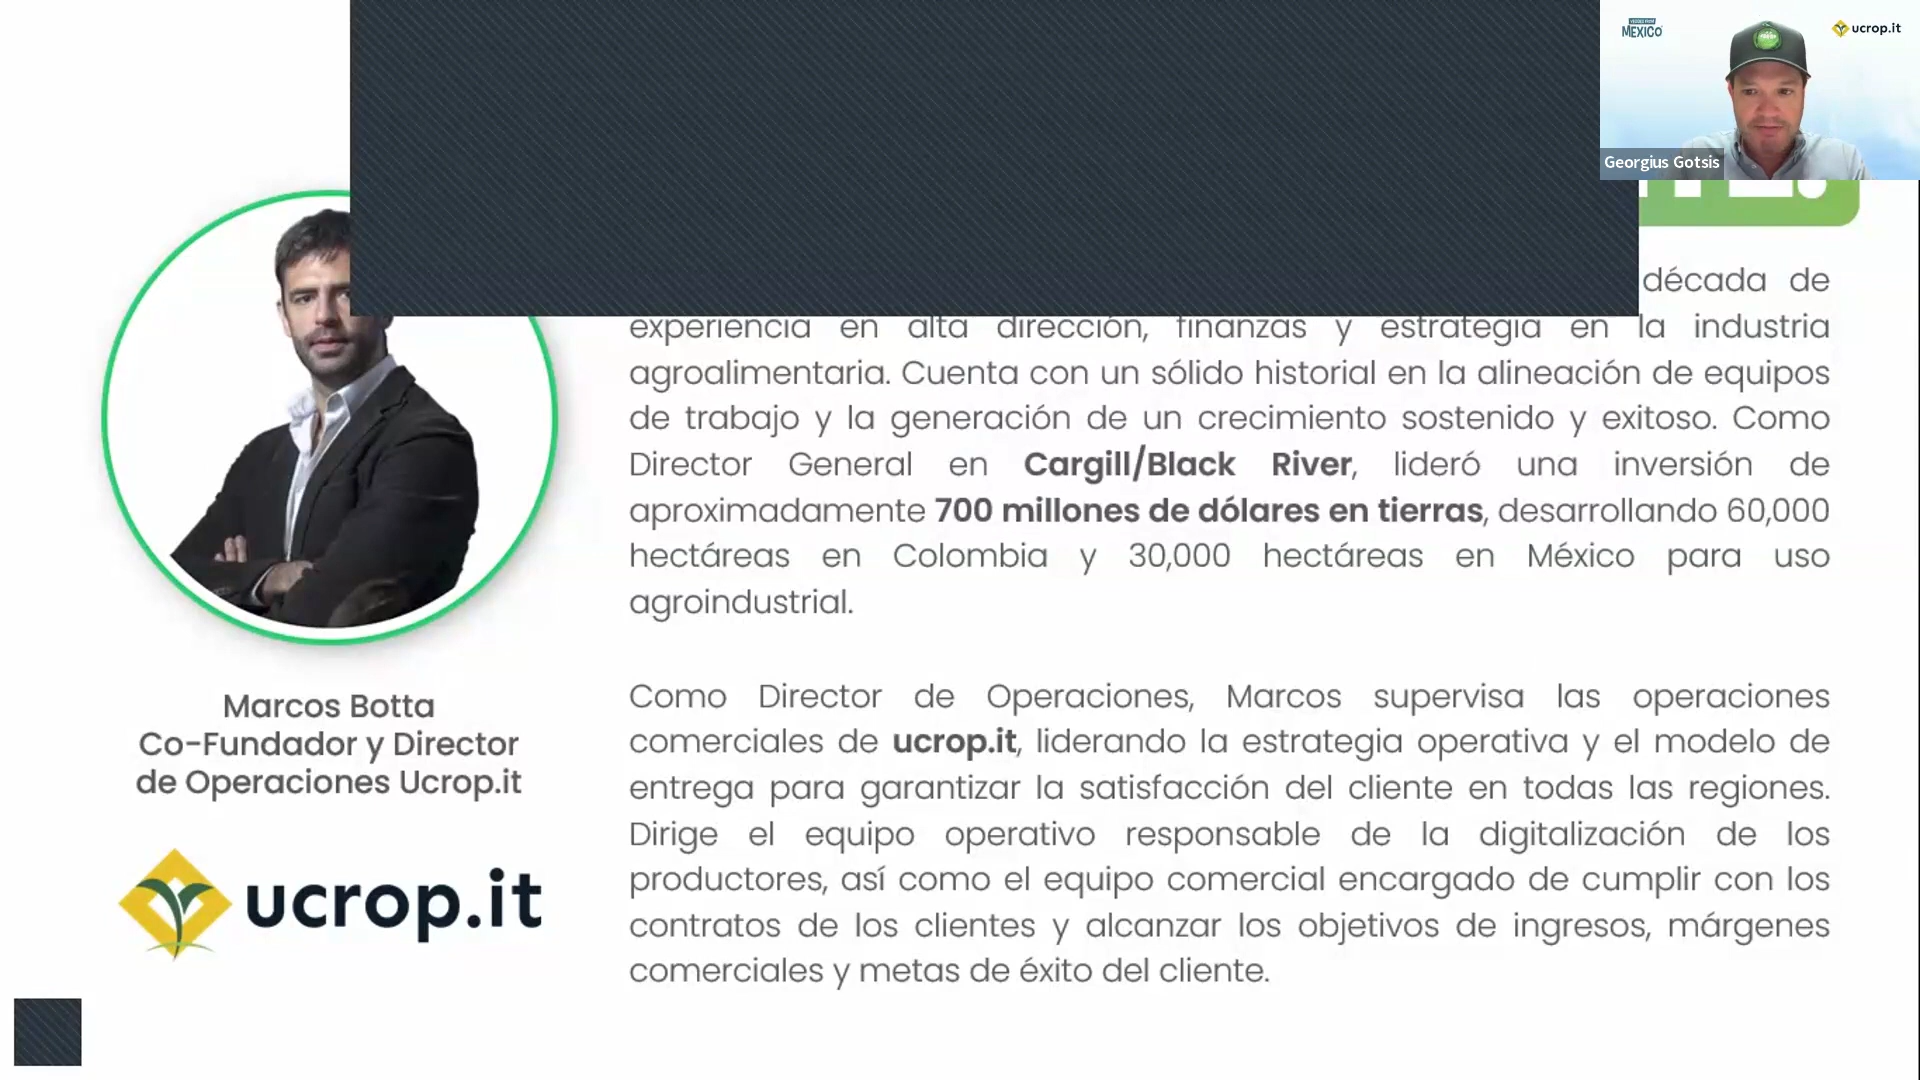 VEGGIES FROM
MEXICO
ucrop.it
Georgius Gotsis
década de
experiencia en alta dirección, finanzas y estrategia en la industria
agroalimentaria. Cuenta con un sólido historial en la alineación de equipos
de trabajo y la generación de un crecimiento sostenido y exitoso. Como
Director General en Cargill/Black River, lideró una inversión de
aproximadamente 700 millones de dólares en tierras, desarrollando 60,000
hectáreas en Colombia y 30,000 hectáreas en México para uso
agroindustrial.
Marcos Botta
Co-Fundador y Director
de Operaciones Ucrop.it
ucrop.it
Como Director de Operaciones, Marcos supervisa las operaciones
comerciales de ucrop.it, liderando la estrategia operativa y el modelo de
entrega para garantizar la satisfacción del cliente en todas las regiones.
Dirige el equipo operativo responsable de la digitalización de los
productores, así como el equipo comercial encargado de cumplir con los
contratos de los clientes y alcanzar los objetivos de ingresos, márgenes
comerciales y metas de éxito del cliente.